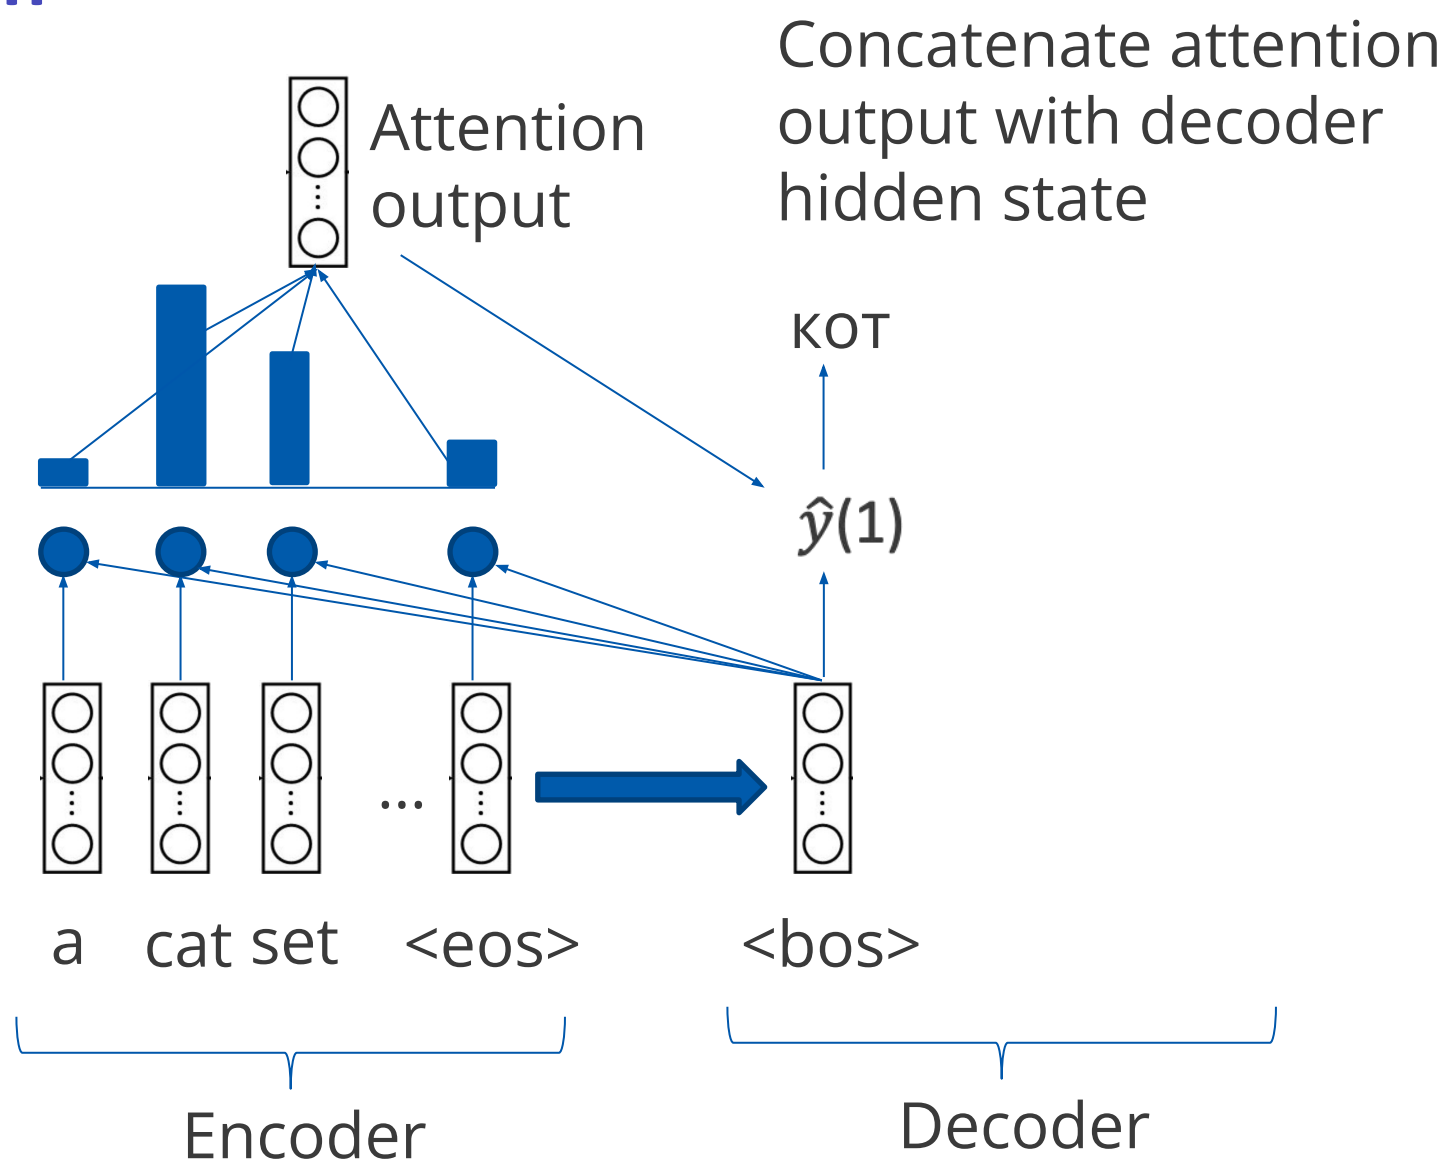 Concatenate attention
output with decoder
hidden state
Attention
output
кот
ŷ(1)
...
a cat set <eos> <bos>
Encoder
Decoder